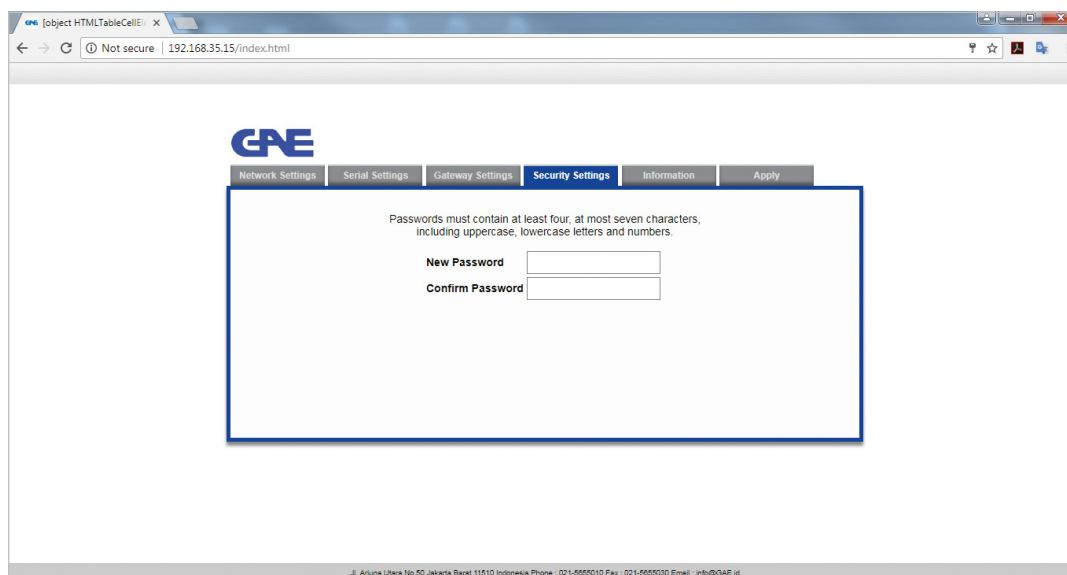 GAE [object HTMLTableCellEl
Not secure | 192.168.35.15/index.html
GAE
Network Settings Serial Settings Gateway Settings Security Settings Information Apply
Passwords must contain at least four, at most seven characters,
including uppercase, lowercase letters and numbers.
New Password
Confirm Password
Jl. Arjuna Utara No.50 Jakarta Barat 11510 Indonesia Phone : 021-5655010 Fax : 021-5655030 Email : info@GAE.id